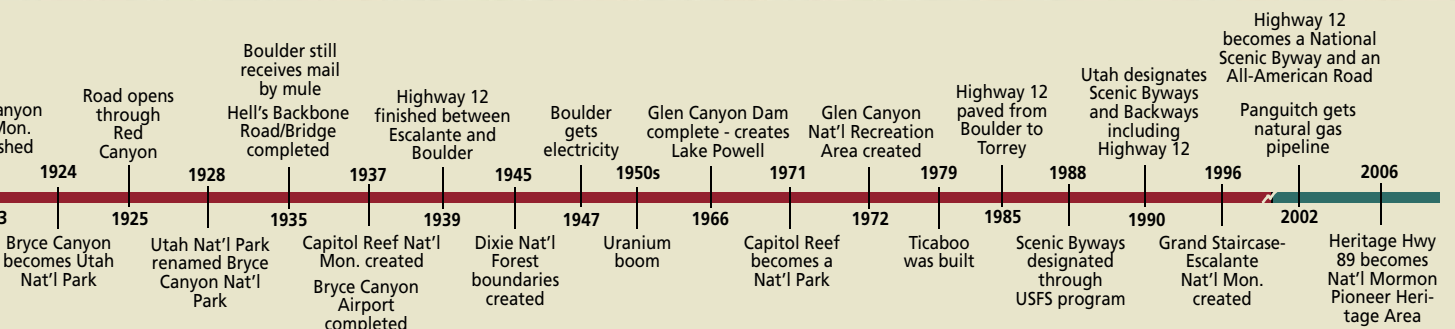 anyon
Mon.
shed
3
1924
Bryce Canyon
becomes Utah
Nat'l Park
Road opens
through
Red
Canyon
1925
1928
Utah Nat'l Park
renamed Bryce
Canyon Nat'l
Park
Boulder still
receives mail
by mule
Hell's Backbone
Road/Bridge
completed
1935
1937
Capitol Reef Nat'l
Mon. created
Bryce Canyon
Airport
completed
Highway 12
finished between
Escalante and
Boulder
1939
1945
Dixie Nat'l
Forest
boundaries
created
Boulder
gets
electricity
1947
1950s
Uranium
boom
Glen Canyon Dam
complete - creates
Lake Powell
1966
1971
Capitol Reef
becomes a
Nat'l Park
Glen Canyon
Nat'l Recreation
Area created
1972
1979
Ticaboo
was built
Highway 12
paved from
Boulder to
Torrey
1985
1988
Scenic Byways
designated
through
USFS program
Utah designates
Scenic Byways
and Backways
including
Highway 12
1990
1996
Grand Staircase-
Escalante
Nat'l Mon.
created
Highway 12
becomes a National
Scenic Byway and an
All-American Road
Panguitch gets
natural gas
pipeline
2002
2006
Heritage Hwy
89 becomes
Nat'l Mormon
Pioneer Heri-
tage Area